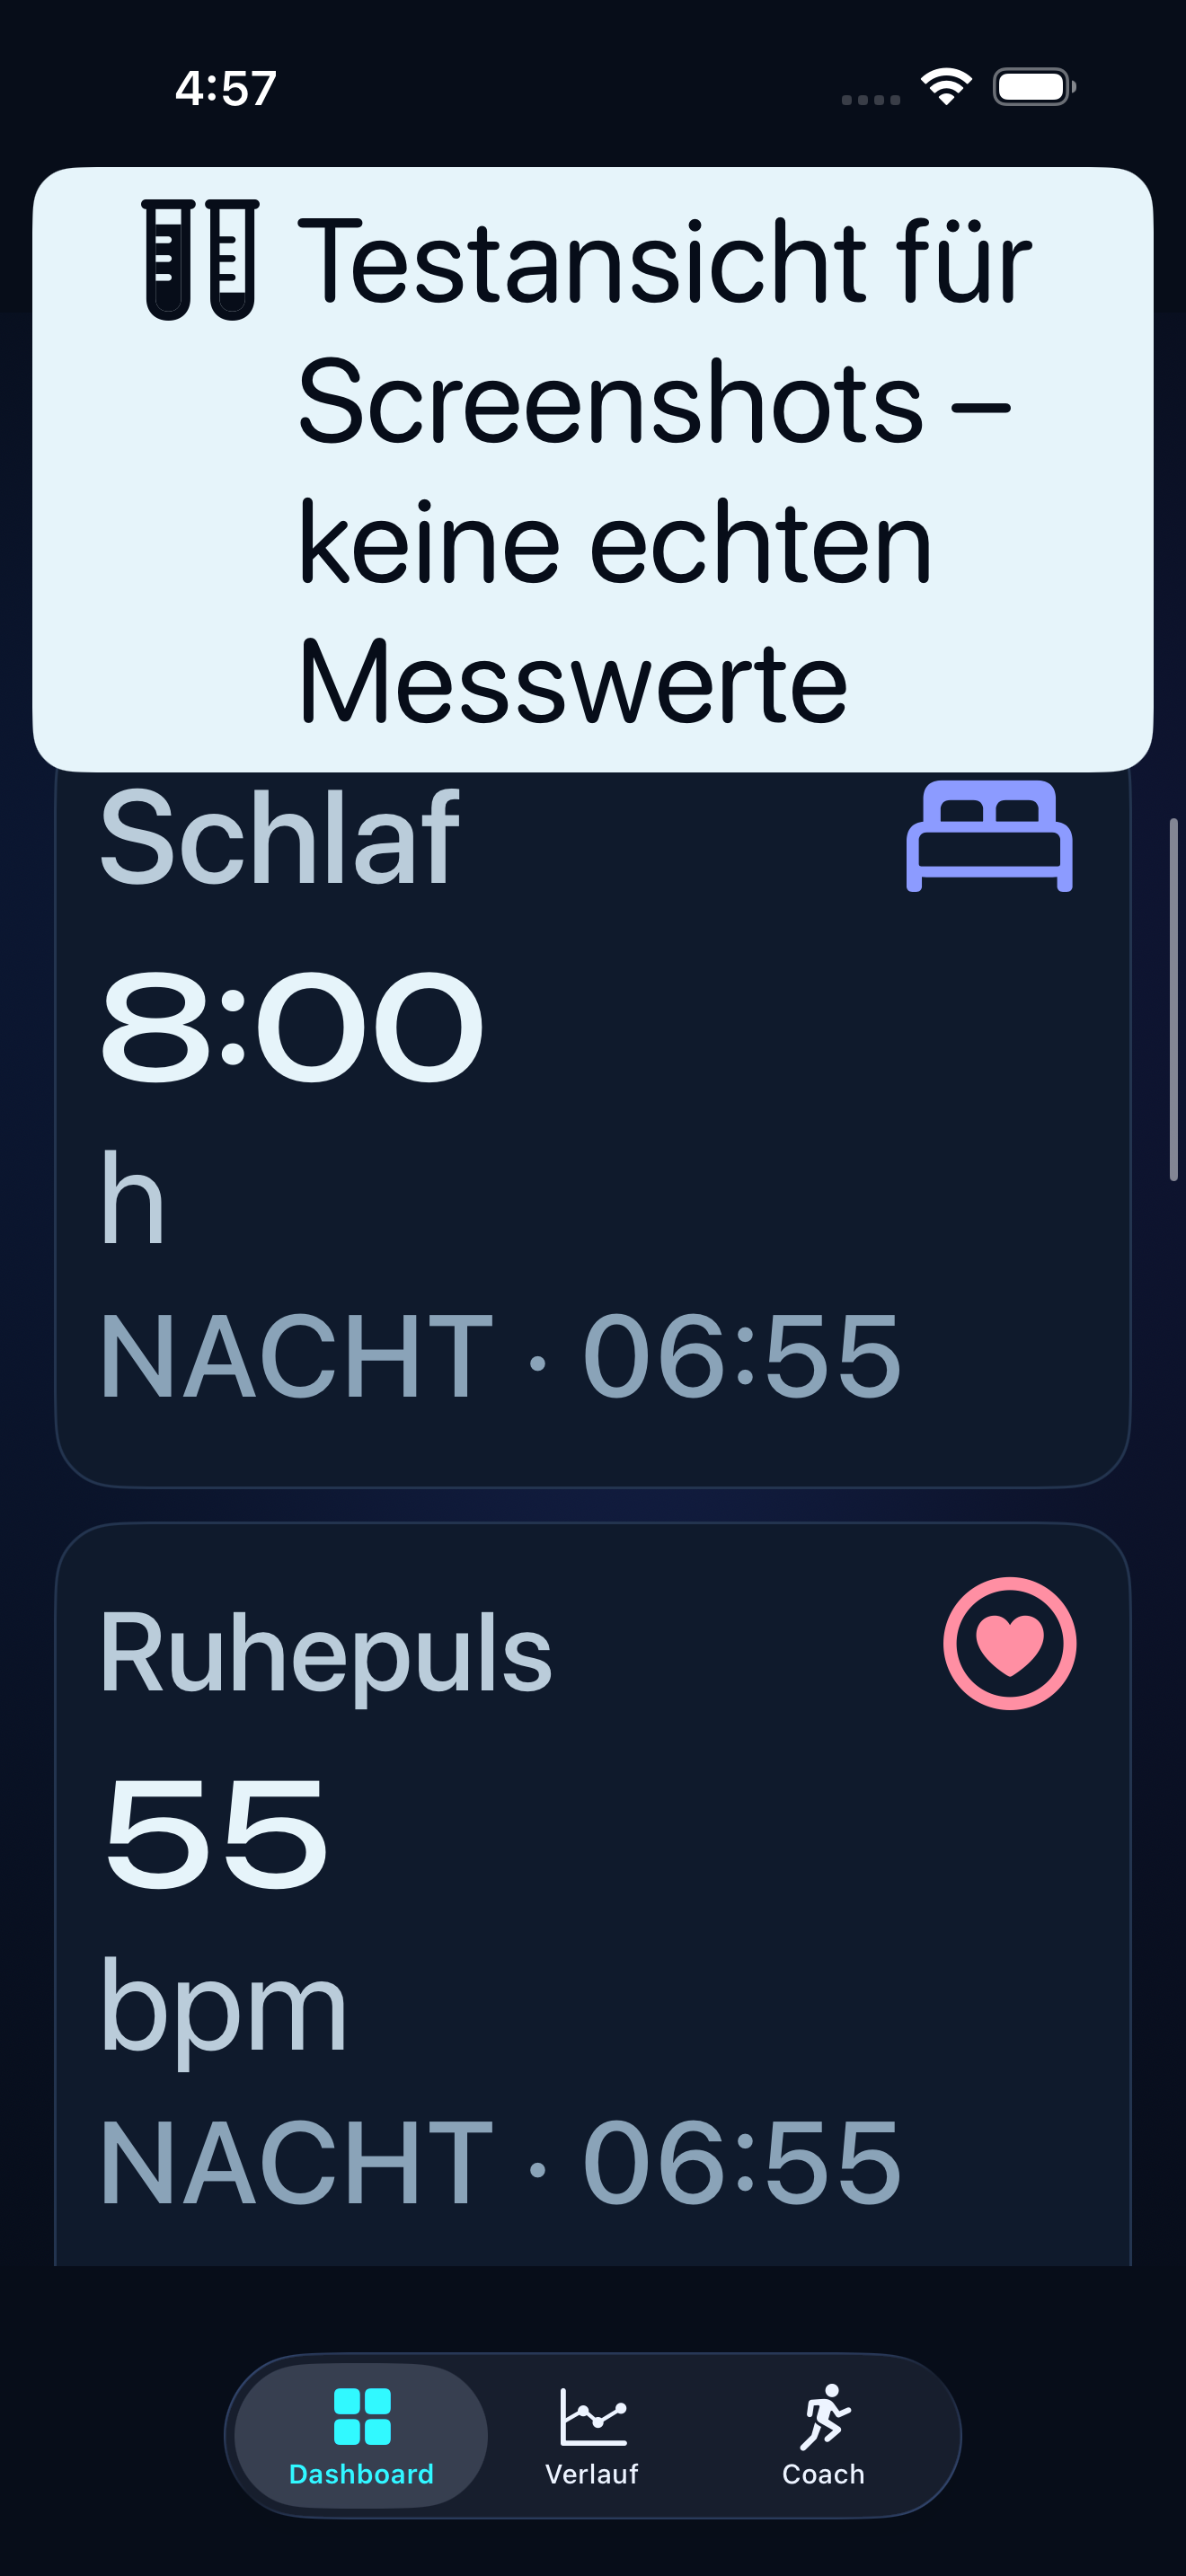 4:57
Testansicht für
Screenshots –
keine echten
Messwerte
Schlaf
8:00
h
NACHT · 06:55
Ruhepuls
55
bpm
NACHT · 06:55
Dashboard
Verlauf
Coach